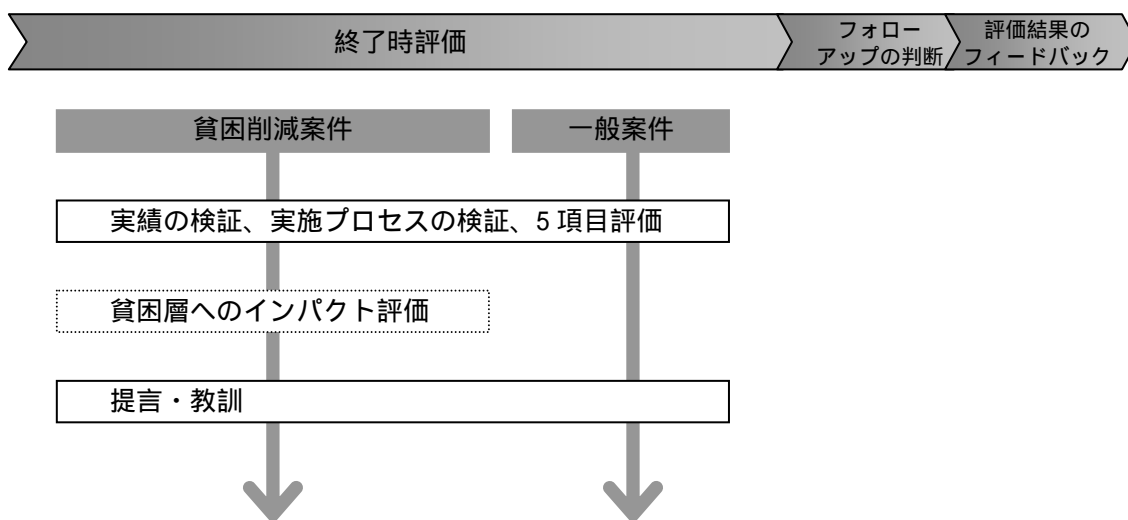 終了時評価
フォロー
アップの判断
評価結果の
フィードバック
貧困削減案件
一般案件
実績の検証、実施プロセスの検証、5 項目評価
貧困層へのインパクト評価
提言・教訓